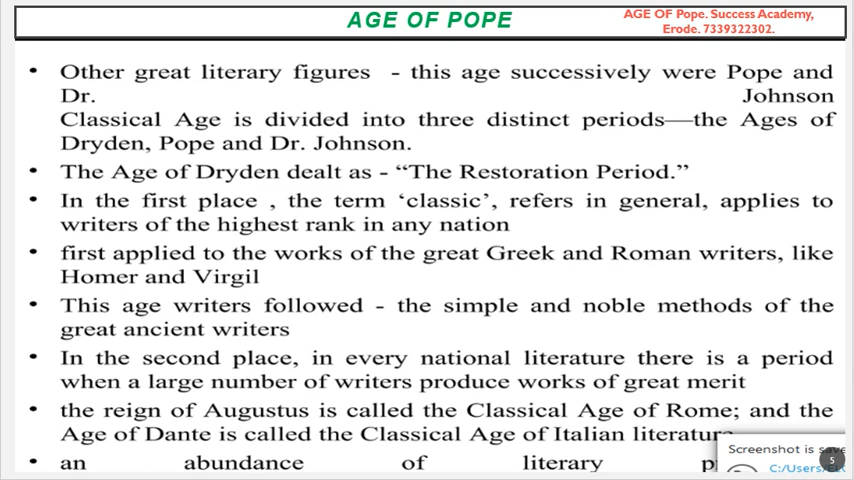 AGE OF POPE
AGE OF Pope. Success Academy,
Erode. 7339322302.
• Other great literary figures - this age successively were Pope and
Dr. Johnson
Classical Age is divided into three distinct periods—the Ages of
Dryden, Pope and Dr. Johnson.
• The Age of Dryden dealt as - “The Restoration Period.”
• In the first place , the term ‘classic’, refers in general, applies to
writers of the highest rank in any nation
• first applied to the works of the great Greek and Roman writers, like
Homer and Virgil
• This age writers followed - the simple and noble methods of the
great ancient writers
• In the second place, in every national literature there is a period
when a large number of writers produce works of great merit
• the reign of Augustus is called the Classical Age of Rome; and the
Age of Dante is called the Classical Age of Italian literature
• an abundance of literary
Screenshot is
5